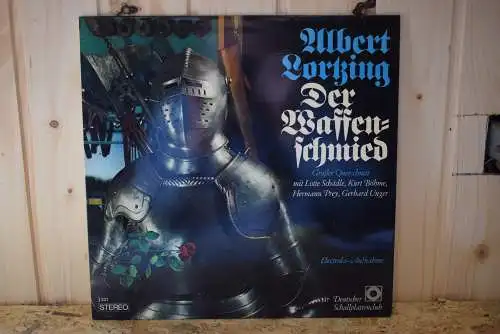 Albert
Lortzing
Der
Waffen=
schmied
Großer Querschnitt
mit Lotte Schädle, Kurt Böhme,
Hermann Prey, Gerhard Unger
Electrola-Aufnahme
STEREO
Deutscher
Schallplattenclub